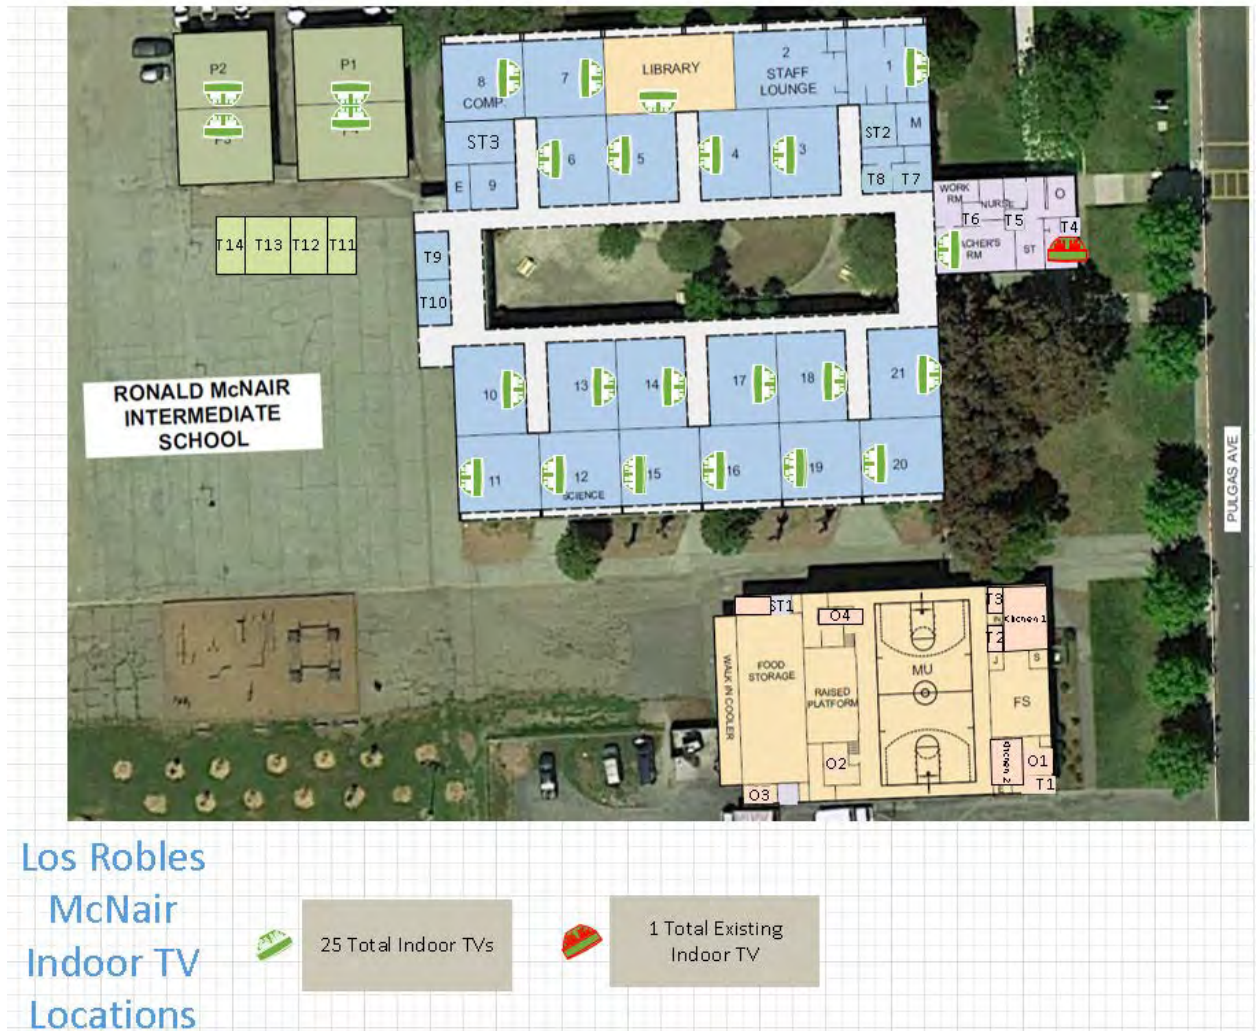 P2
P1
8
COMP.
7
LIBRARY
2
STAFF
LOUNGE
1
ST3
6
5
4
3
ST2
M
E
9
T8
T7
WORK
RM
NURSE
O
T6
T5
T4
RM
ST
T14
T13
T12
T11
T9
T10
RONALD McNAIR
INTERMEDIATE
SCHOOL
10
13
14
17
18
21
11
12
SCIENCE
15
16
19
20
PULGAS AVE
ST1
O4
T3
Kitchen 1
T2
J
S
WALK IN COOLER
FOOD
STORAGE
RAISED
PLATFORM
MU
FS
O2
Kitchen 2
O1
O3
T1
Los Robles
McNair
Indoor TV
Locations
25 Total Indoor TVs
1 Total Existing
Indoor TV